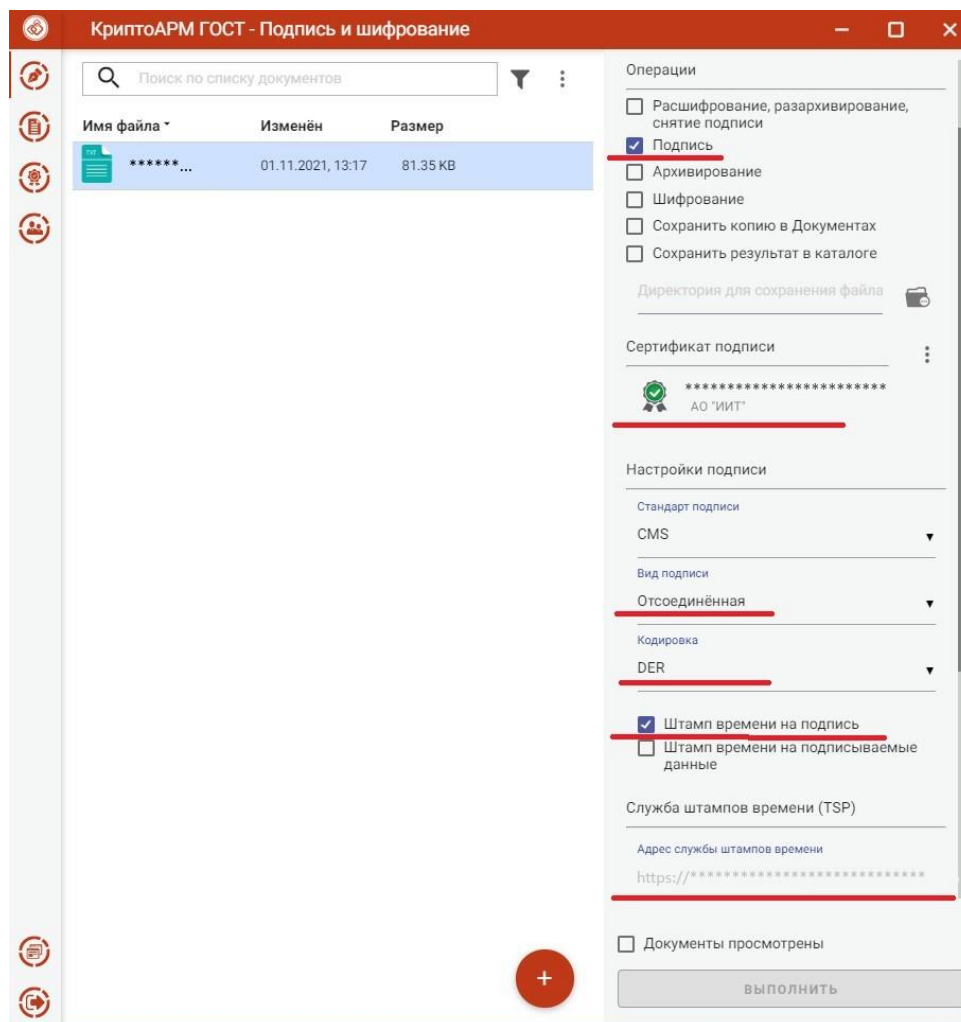 КриптоАРМ ГОСТ - Подпись и шифрование
Поиск по списку документов
Имя файла Изменён Размер
TXT
******... 01.11.2021, 13:17 81.35 KB
Операции
Расшифрование, разархивирование,
снятие подписи
Подпись
Архивирование
Шифрование
Сохранить копию в Документах
Сохранить результат в каталоге
Директория для сохранения файла
Сертификат подписи
************************
АО "ИИТ"
Настройки подписи
Стандарт подписи
CMS
Вид подписи
Отсоединённая
Кодировка
DER
Штамп времени на подпись
Штамп времени на подписываемые
данные
Служба штампов времени (TSP)
Адрес службы штампов времени
https://****************************
Документы просмотрены
ВЫПОЛНИТЬ